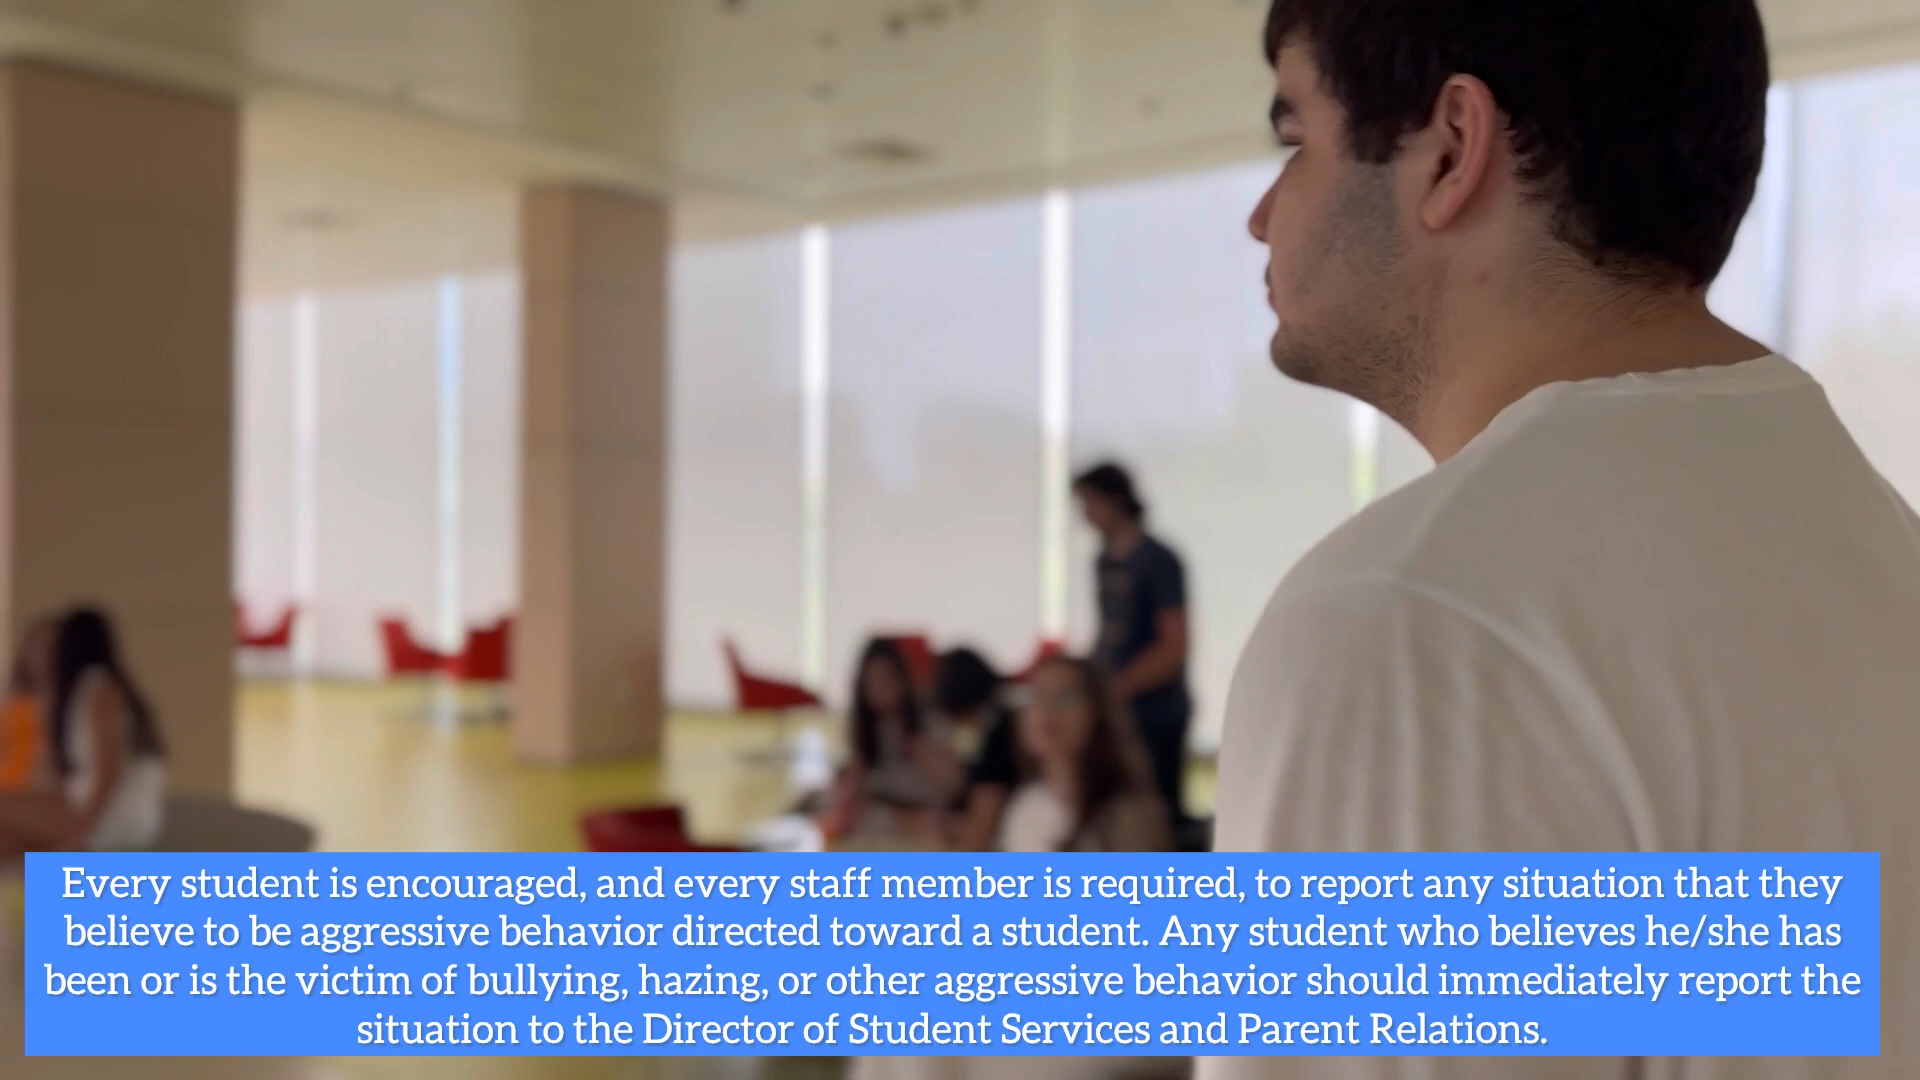 Every student is encouraged, and every staff member is required, to report any situation that they
believe to be aggressive behavior directed toward a student. Any student who believes he/she has
been or is the victim of bullying, hazing, or other aggressive behavior should immediately report the
situation to the Director of Student Services and Parent Relations.